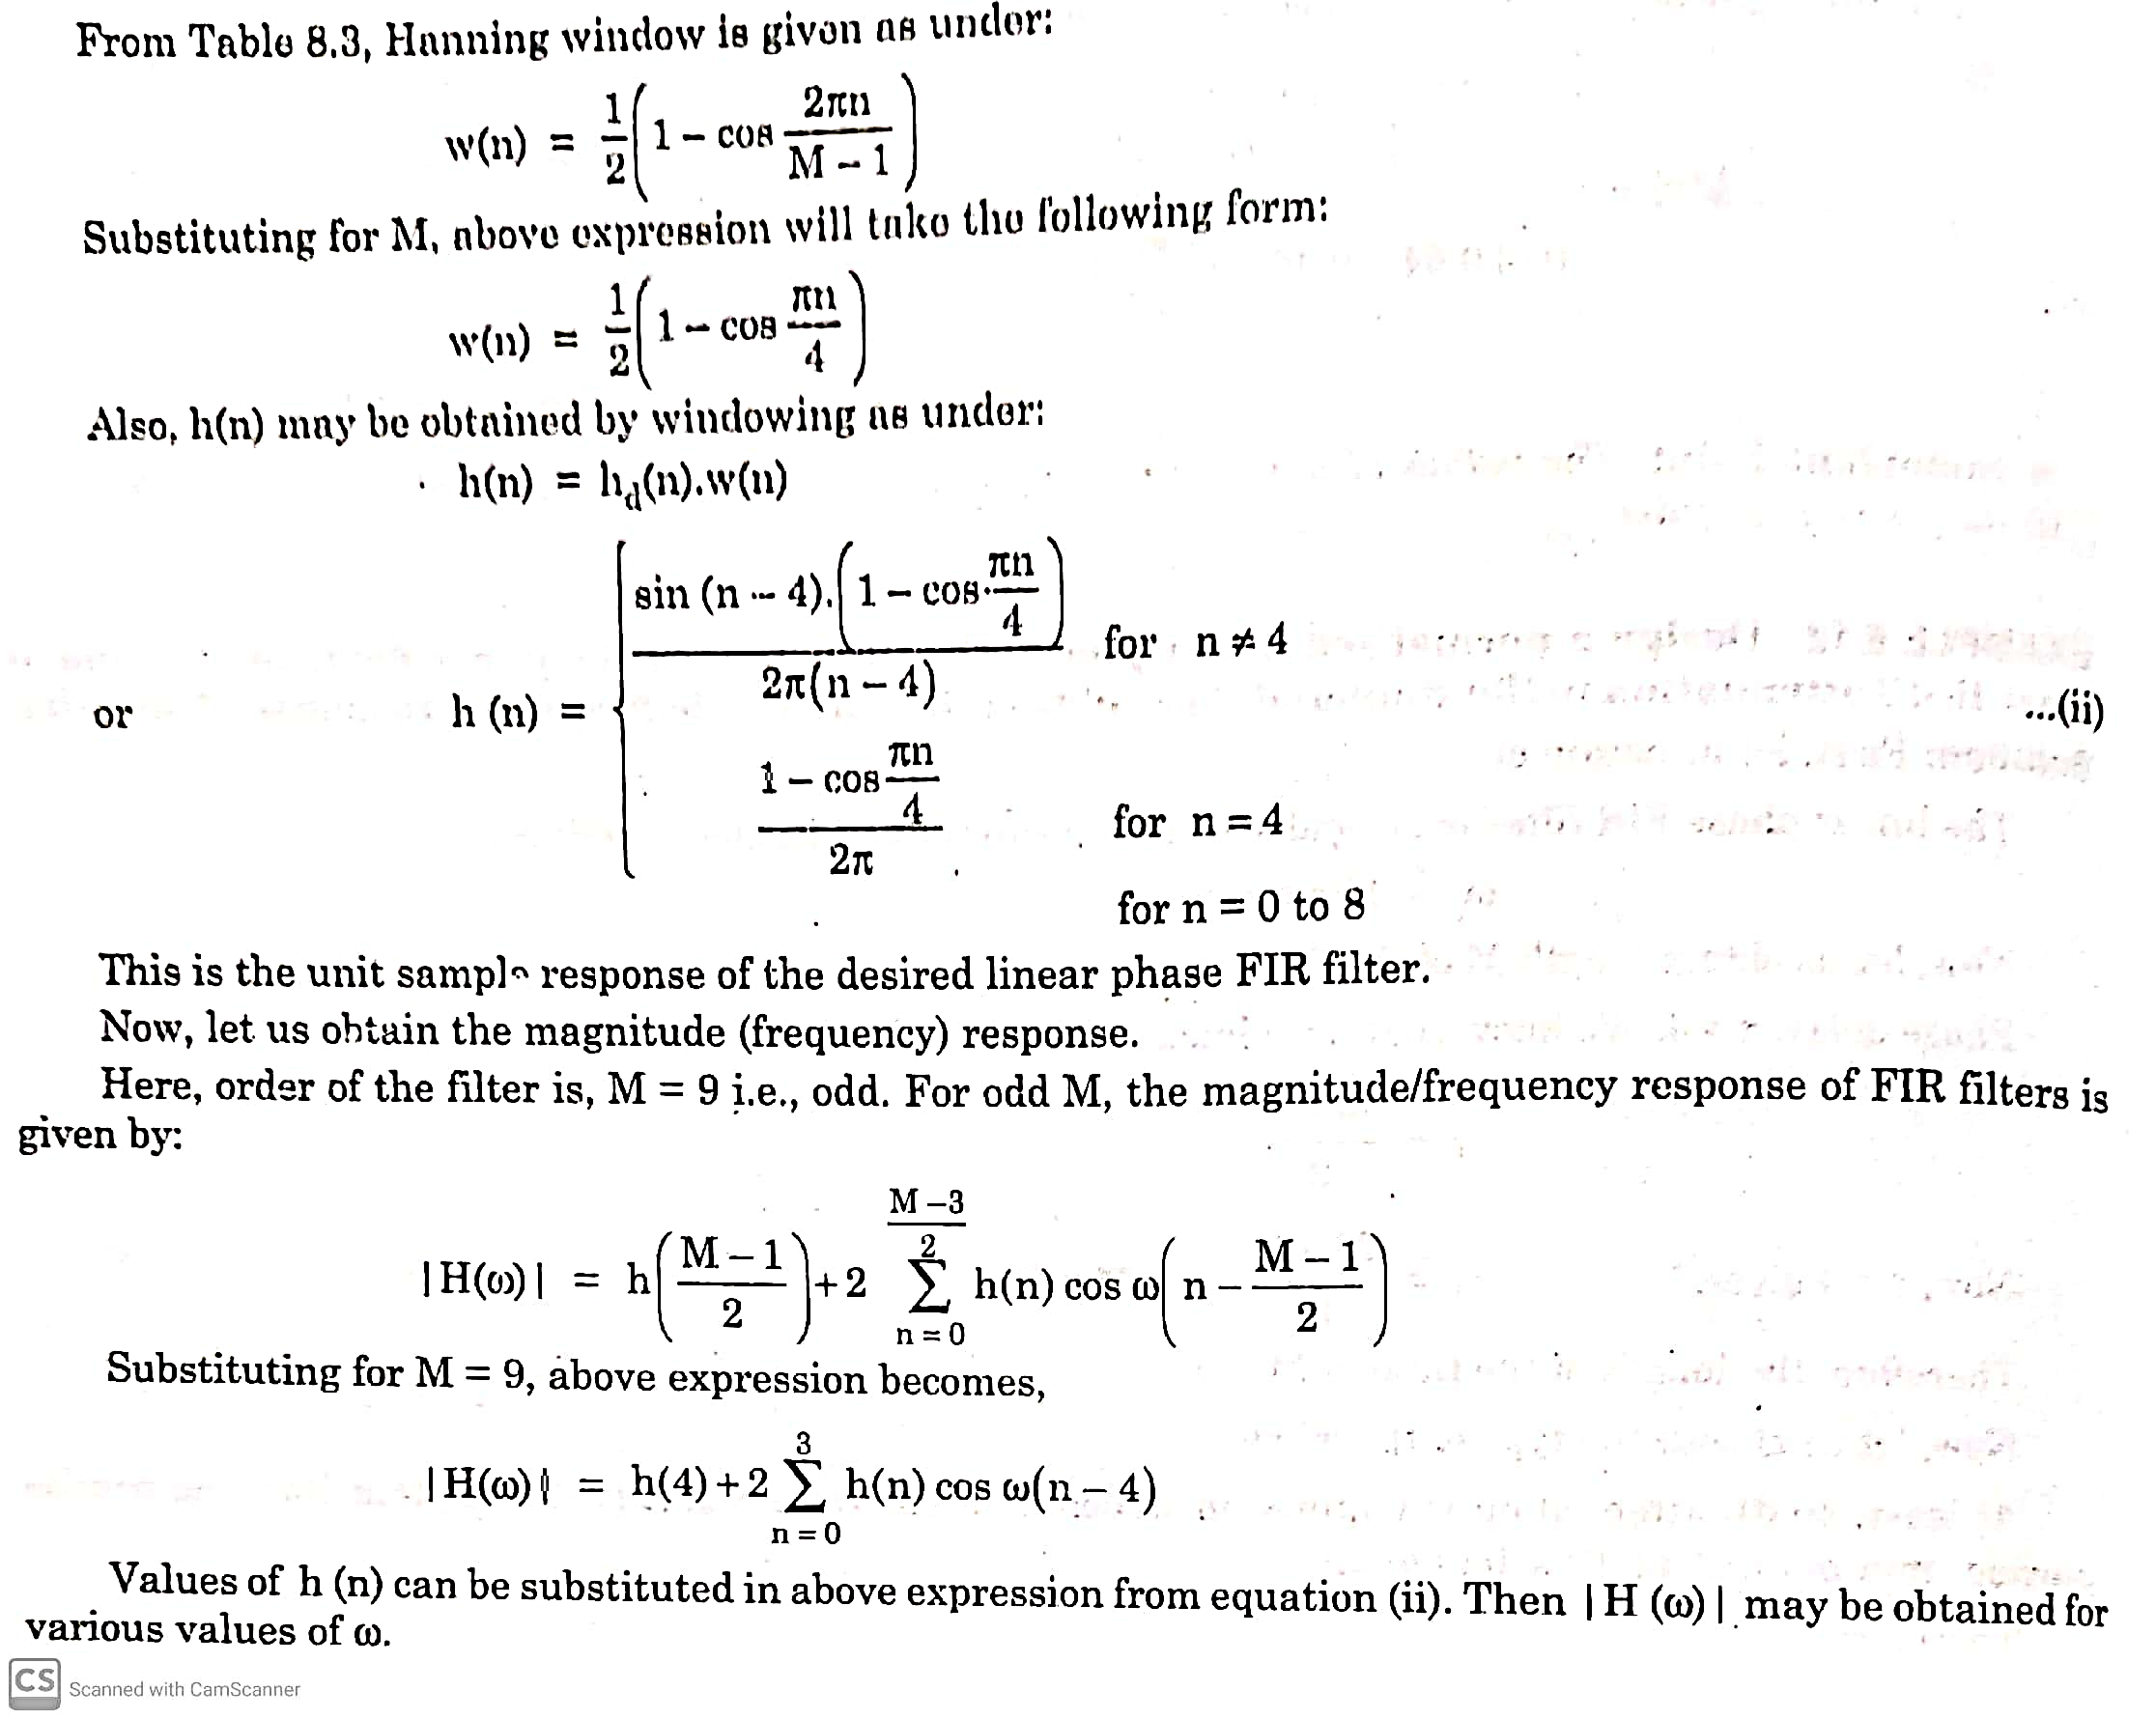 From Table 8.3, Hanning window is given as under:
w(n) = 1/2 (1 – cos 2πn/(M – 1))
Substituting for M, above expression will take the following form:
w(n) = 1/2 (1 – cos πn/4)
Also, h(n) may be obtained by windowing as under:
h(n) = h_d(n).w(n)
or h (n) = { sin (n – 4).(1 – cos πn/4) / 2π(n – 4) for n ≠ 4
(1 – cos πn/4) / 2π for n = 4 ...(ii)
for n = 0 to 8
This is the unit sample response of the desired linear phase FIR filter.
Now, let us obtain the magnitude (frequency) response.
Here, order of the filter is, M = 9 i.e., odd. For odd M, the magnitude/frequency response of FIR filters is
given by:
|H(ω)| = h((M – 1)/2) + 2 ∑_{n = 0}^{(M – 3)/2} h(n) cos ω(n – (M – 1)/2)
Substituting for M = 9, above expression becomes,
|H(ω)| = h(4) + 2 ∑_{n = 0}^{3} h(n) cos ω(n – 4)
Values of h (n) can be substituted in above expression from equation (ii). Then |H (ω)| may be obtained for
various values of ω.
CS Scanned with CamScanner